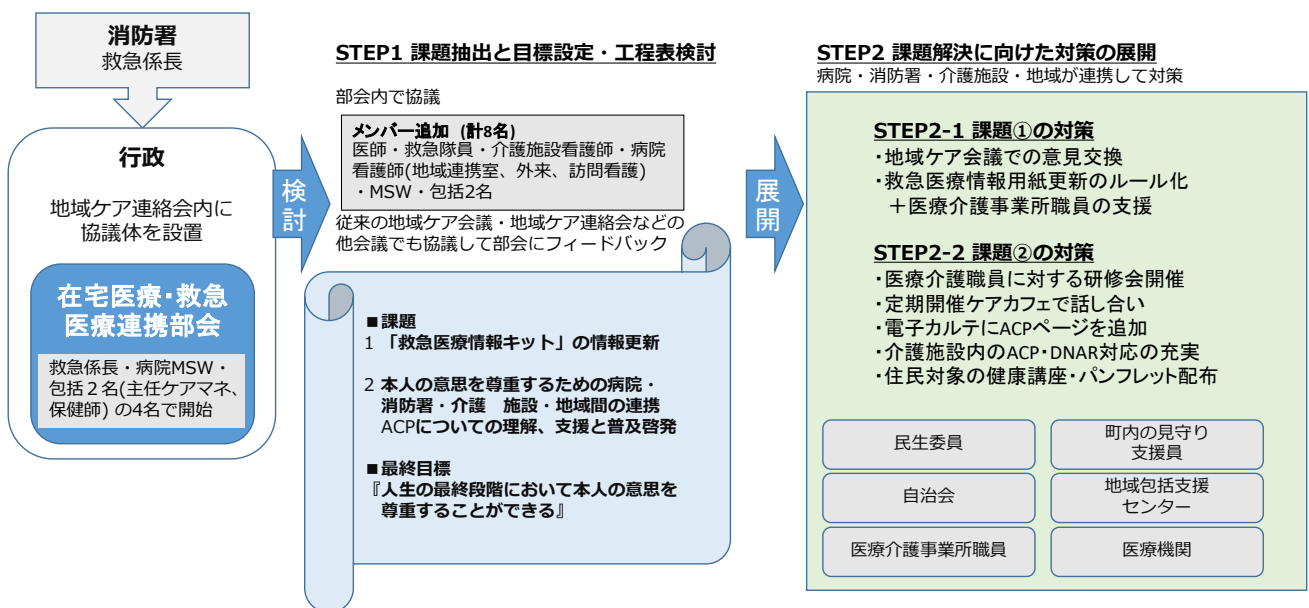 消防署
救急係長
行政
地域ケア連絡会内に
協議体を設置
在宅医療・救急
医療連携部会
救急係長・病院MSW・
包括２名(主任ケアマネ、
保健師) の4名で開始
検討
STEP1 課題抽出と目標設定・工程表検討
部会内で協議
メンバー追加 (計8名)
医師・救急隊員・介護施設看護師・病院
看護師(地域連携室、外来、訪問看護)
・MSW・包括2名
従来の地域ケア会議・地域ケア連絡会などの
他会議でも協議して部会にフィードバック
■課題
1 「救急医療情報キット」の情報更新
2 本人の意思を尊重するための病院・
消防署・介護　施設・地域間の連携
ACPについての理解、支援と普及啓発
■最終目標
『人生の最終段階において本人の意思を
尊重することができる』
展開
STEP2 課題解決に向けた対策の展開
病院・消防署・介護施設・地域が連携して対策
STEP2-1 課題①の対策
・地域ケア会議での意見交換
・救急医療情報用紙更新のルール化
＋医療介護事業所職員の支援
STEP2-2 課題②の対策
・医療介護職員に対する研修会開催
・定期開催ケアカフェで話し合い
・電子カルテにACPページを追加
・介護施設内のACP・DNAR対応の充実
・住民対象の健康講座・パンフレット配布
民生委員
町内の見守り
支援員
自治会
地域包括支援
センター
医療介護事業所職員
医療機関